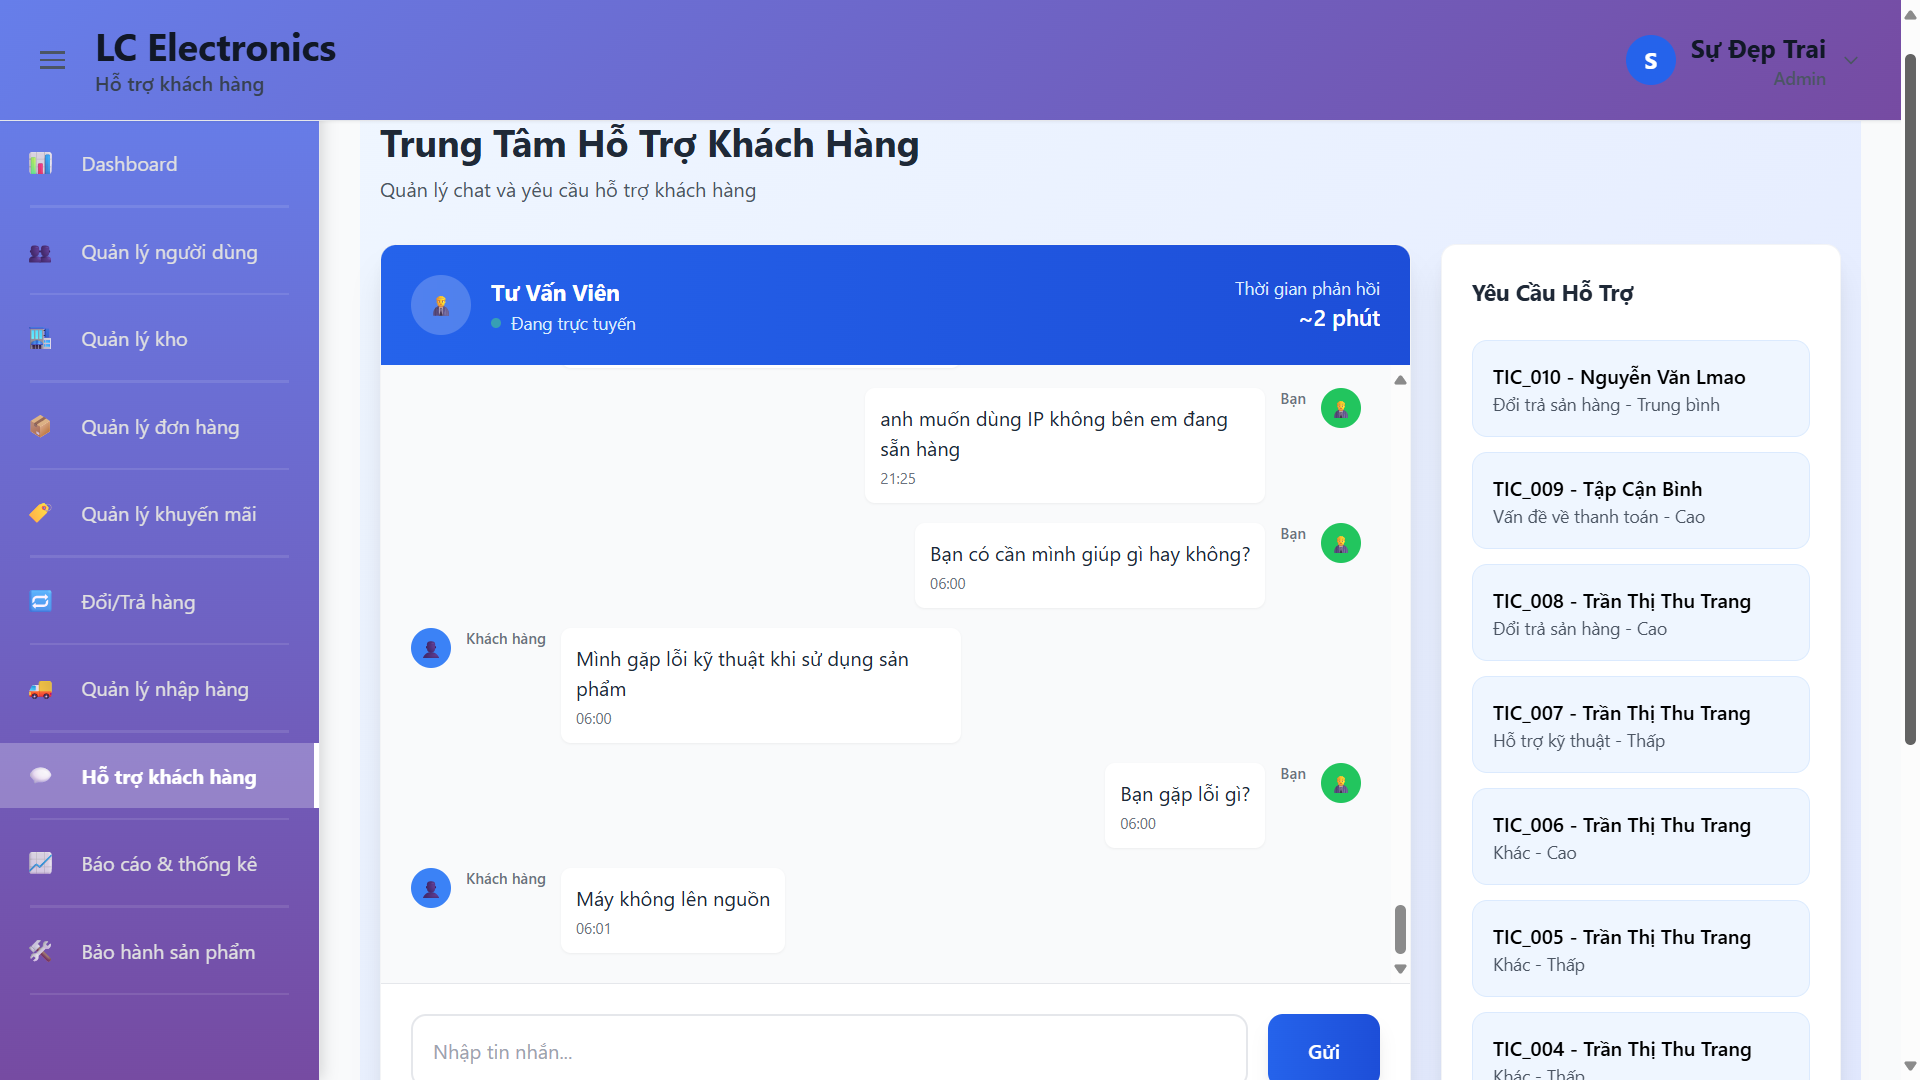 LC Electronics
Hỗ trợ khách hàng
S
Sự Đẹp Trai
Admin
Dashboard
Quản lý người dùng
Quản lý kho
Quản lý đơn hàng
Quản lý khuyến mãi
Đổi/Trả hàng
Quản lý nhập hàng
Hỗ trợ khách hàng
Báo cáo & thống kê
Bảo hành sản phẩm
Trung Tâm Hỗ Trợ Khách Hàng
Quản lý chat và yêu cầu hỗ trợ khách hàng
Tư Vấn Viên
Đang trực tuyến
Thời gian phản hồi
~2 phút
Bạn
anh muốn dùng IP không bên em đang
sẵn hàng
21:25
Bạn
Bạn có cần mình giúp gì hay không?
06:00
Khách hàng
Mình gặp lỗi kỹ thuật khi sử dụng sản
phẩm
06:00
Bạn
Bạn gặp lỗi gì?
06:00
Khách hàng
Máy không lên nguồn
06:01
Nhập tin nhắn...
Gửi
Yêu Cầu Hỗ Trợ
TIC_010 - Nguyễn Văn Lmao
Đổi trả sản hàng - Trung bình
TIC_009 - Tập Cận Bình
Vấn đề về thanh toán - Cao
TIC_008 - Trần Thị Thu Trang
Đổi trả sản hàng - Cao
TIC_007 - Trần Thị Thu Trang
Hỗ trợ kỹ thuật - Thấp
TIC_006 - Trần Thị Thu Trang
Khác - Cao
TIC_005 - Trần Thị Thu Trang
Khác - Thấp
TIC_004 - Trần Thị Thu Trang
Khác - Thấp